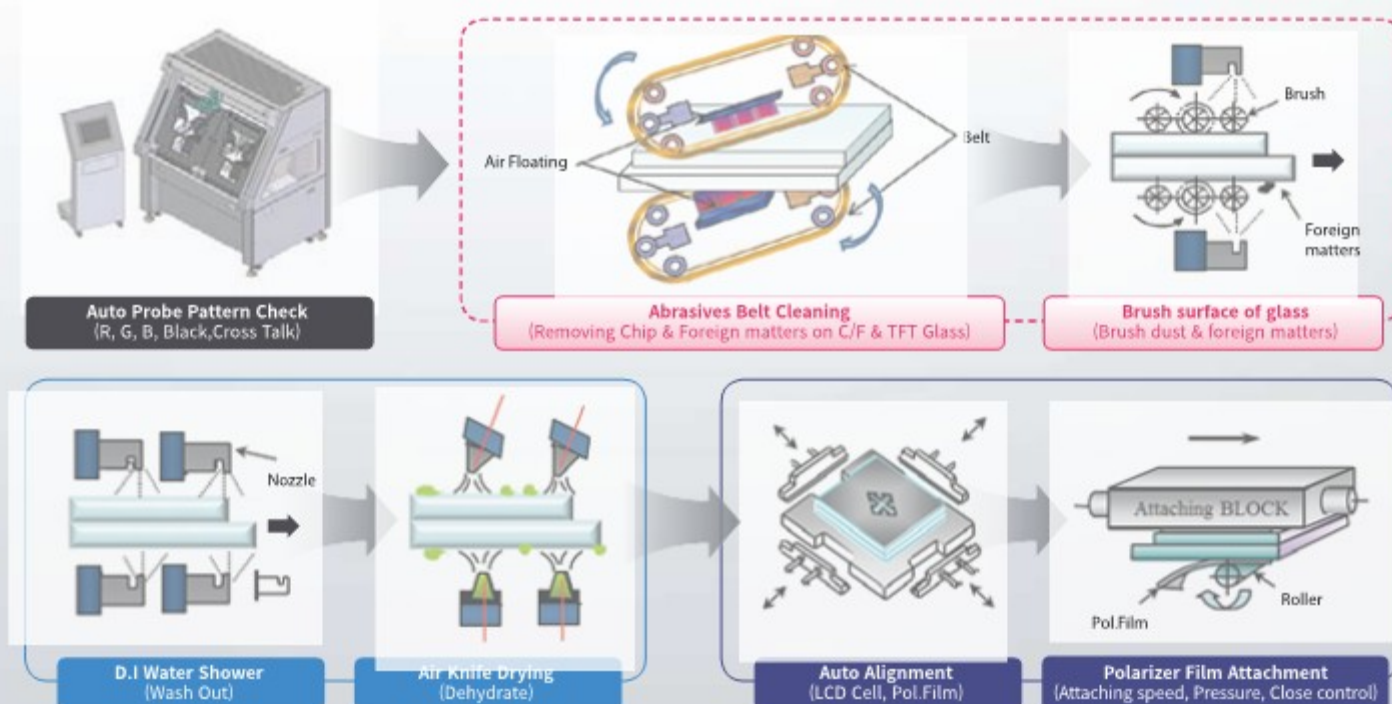 Air Floating
Belt
Brush
Foreign
matters
Auto Probe Pattern Check
(R, G, B, Black,Cross Talk)
Abrasives Belt Cleaning
(Removing Chip & Foreign matters on C/F & TFT Glass)
Brush surface of glass
(Brush dust & foreign matters)
Nozzle
Attaching BLOCK
Roller
Pol.Film
D.I Water Shower
(Wash Out)
Air Knife Drying
(Dehydrate)
Auto Alignment
(LCD Cell, Pol.Film)
Polarizer Film Attachment
(Attaching speed, Pressure, Close control)